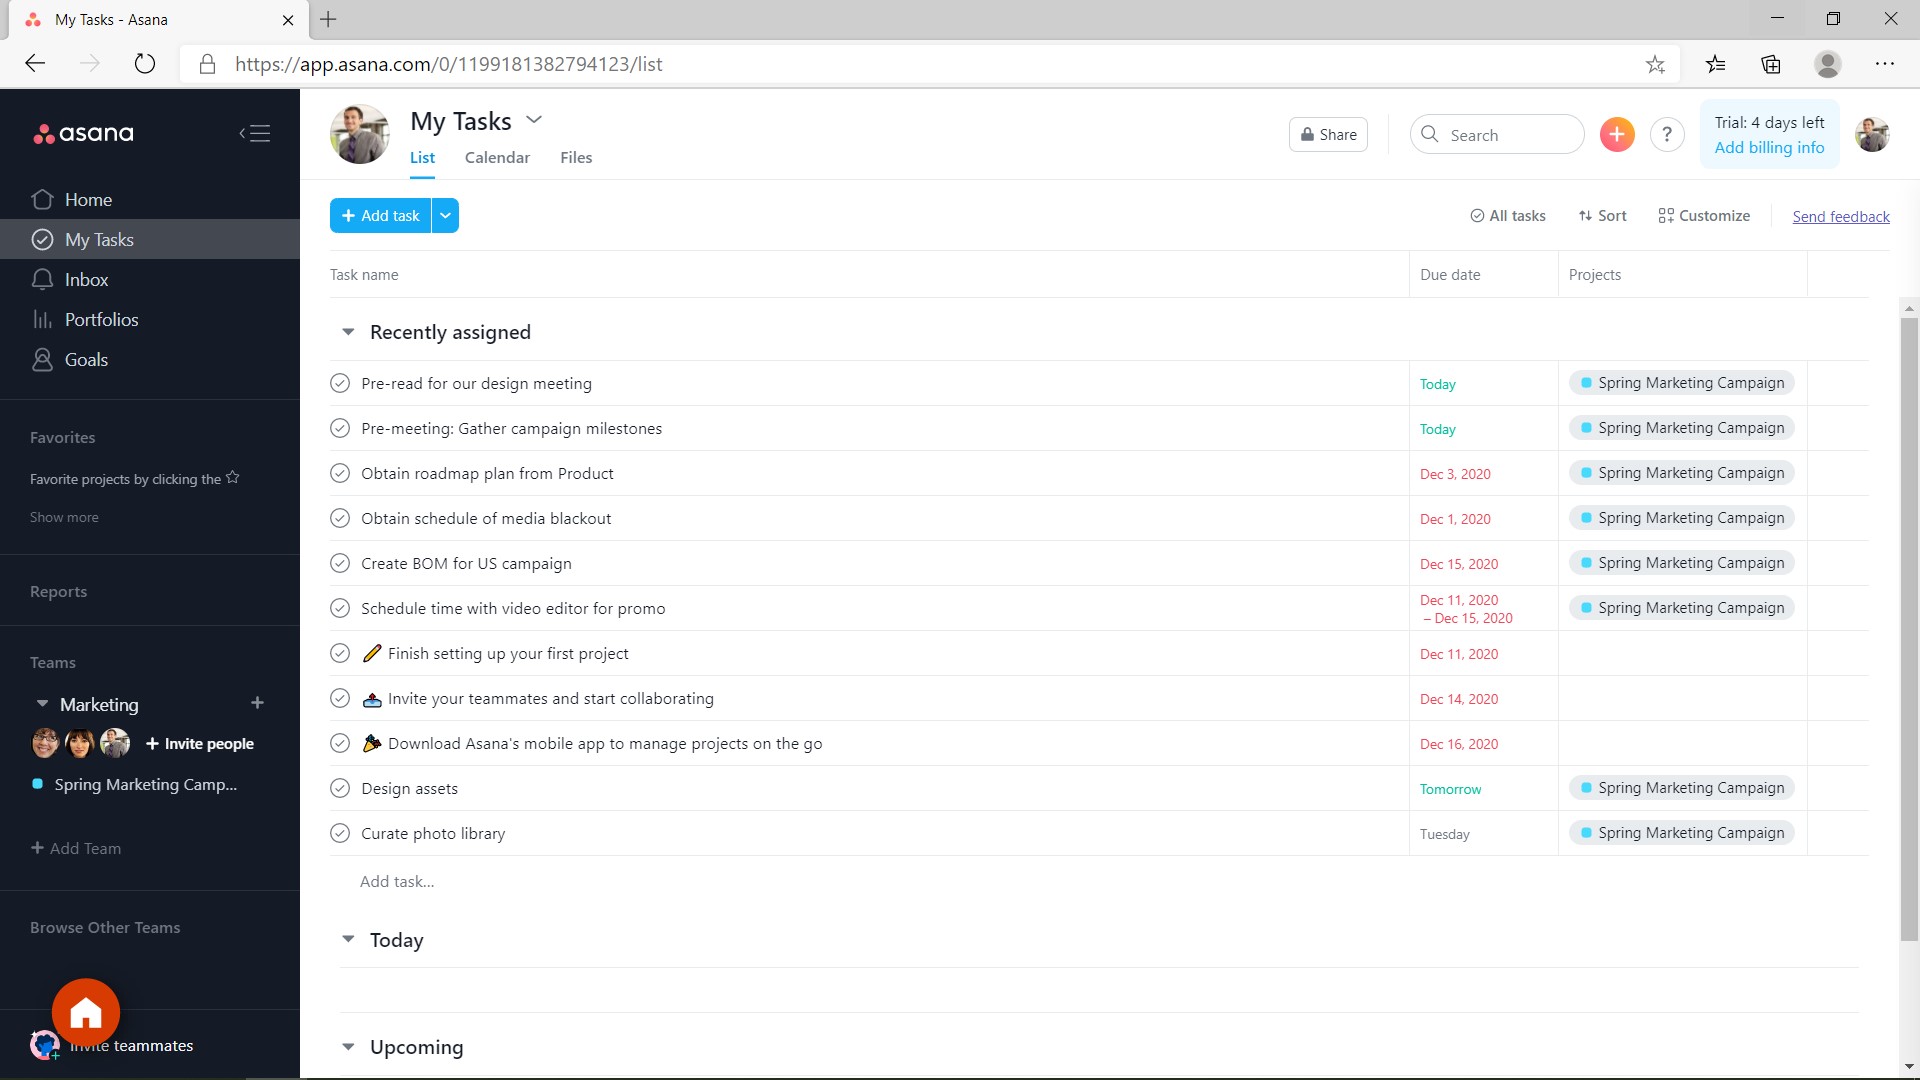 My Tasks - Asana
https://app.asana.com/0/1199181382794123/list
asana
Home
My Tasks
Inbox
Portfolios
Goals
Favorites
Favorite projects by clicking the
Show more
Reports
Teams
Marketing
Invite people
Spring Marketing Camp...
Add Team
Browse Other Teams
Invite teammates
My Tasks
List Calendar Files
Share
Search
?
Trial: 4 days left
Add billing info
+ Add task
All tasks
Sort
Customize
Send feedback
Task name Due date Projects
Recently assigned
Pre-read for our design meeting Today Spring Marketing Campaign
Pre-meeting: Gather campaign milestones Today Spring Marketing Campaign
Obtain roadmap plan from Product Dec 3, 2020 Spring Marketing Campaign
Obtain schedule of media blackout Dec 1, 2020 Spring Marketing Campaign
Create BOM for US campaign Dec 15, 2020 Spring Marketing Campaign
Schedule time with video editor for promo Dec 11, 2020 – Dec 15, 2020 Spring Marketing Campaign
Finish setting up your first project Dec 11, 2020
Invite your teammates and start collaborating Dec 14, 2020
Download Asana's mobile app to manage projects on the go Dec 16, 2020
Design assets Tomorrow Spring Marketing Campaign
Curate photo library Tuesday Spring Marketing Campaign
Add task...
Today
Upcoming